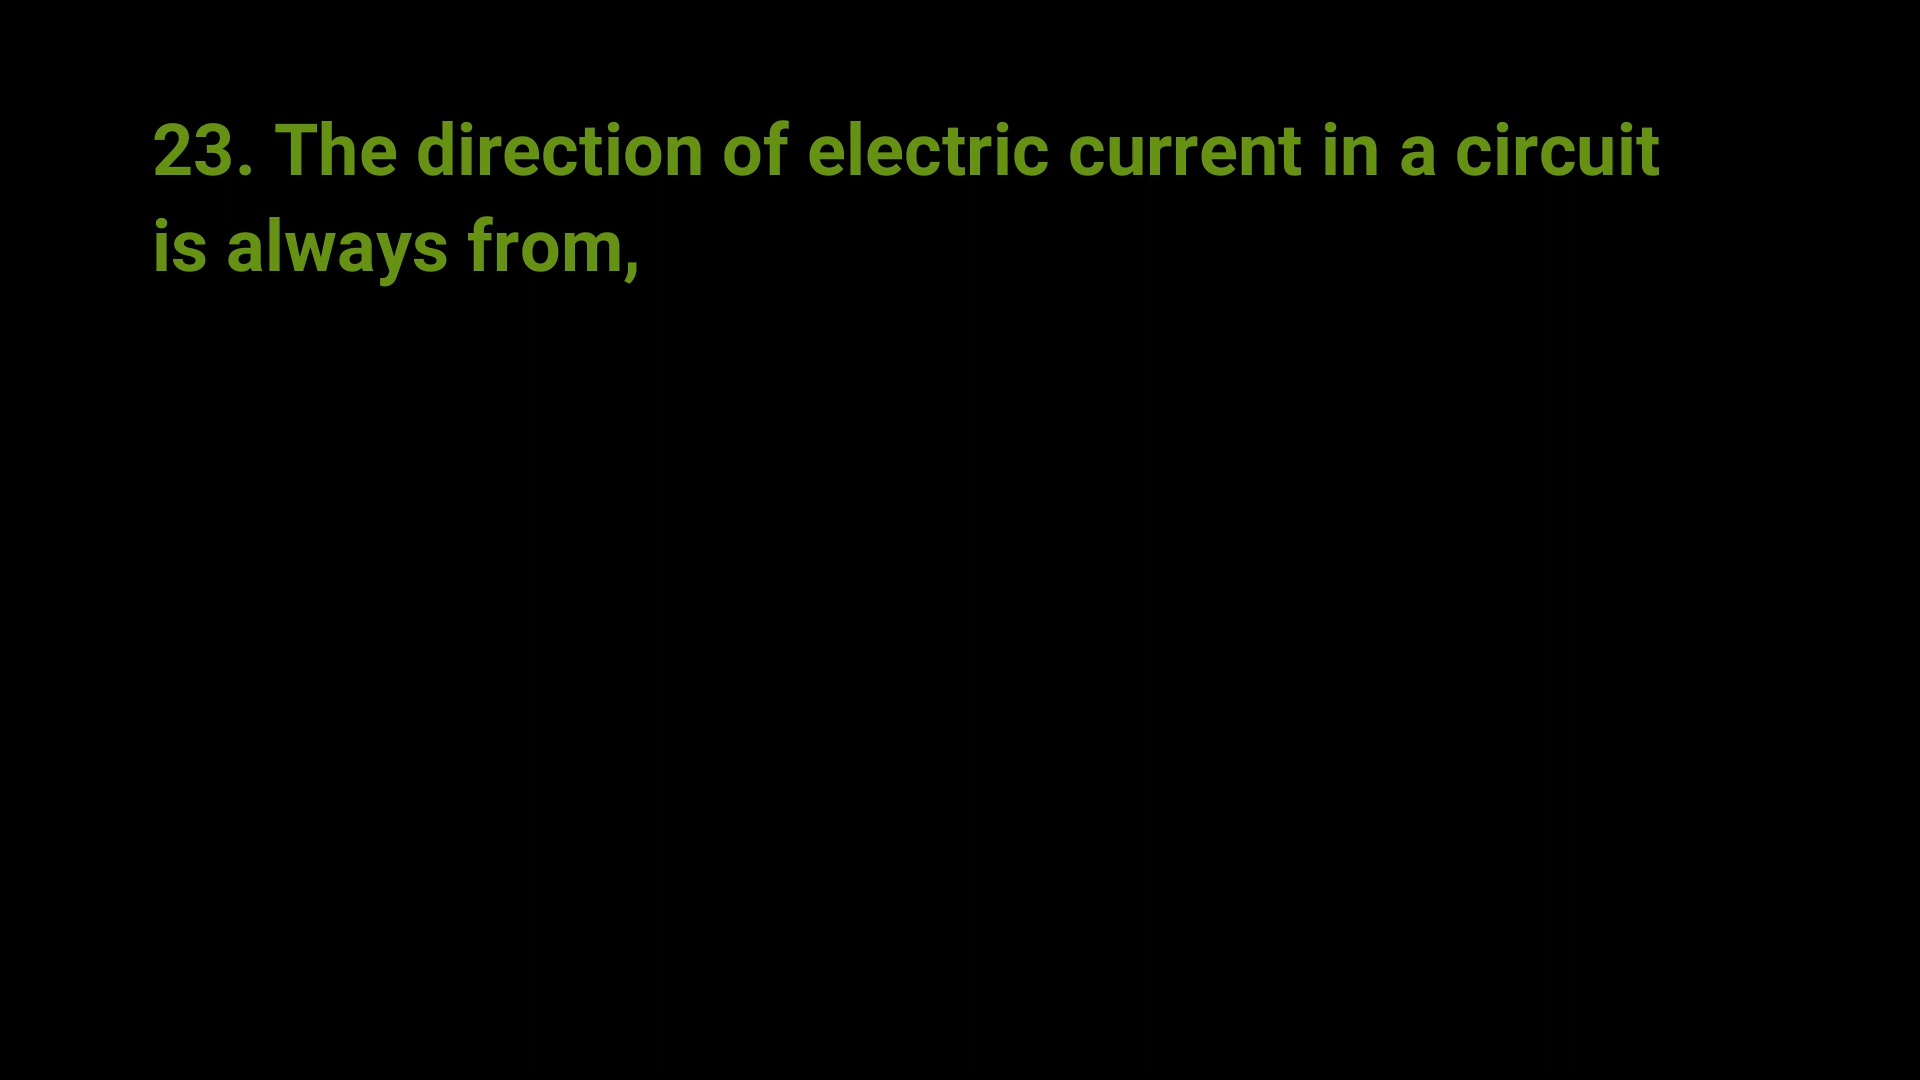 23. The direction of electric current in a circuit
is always from,